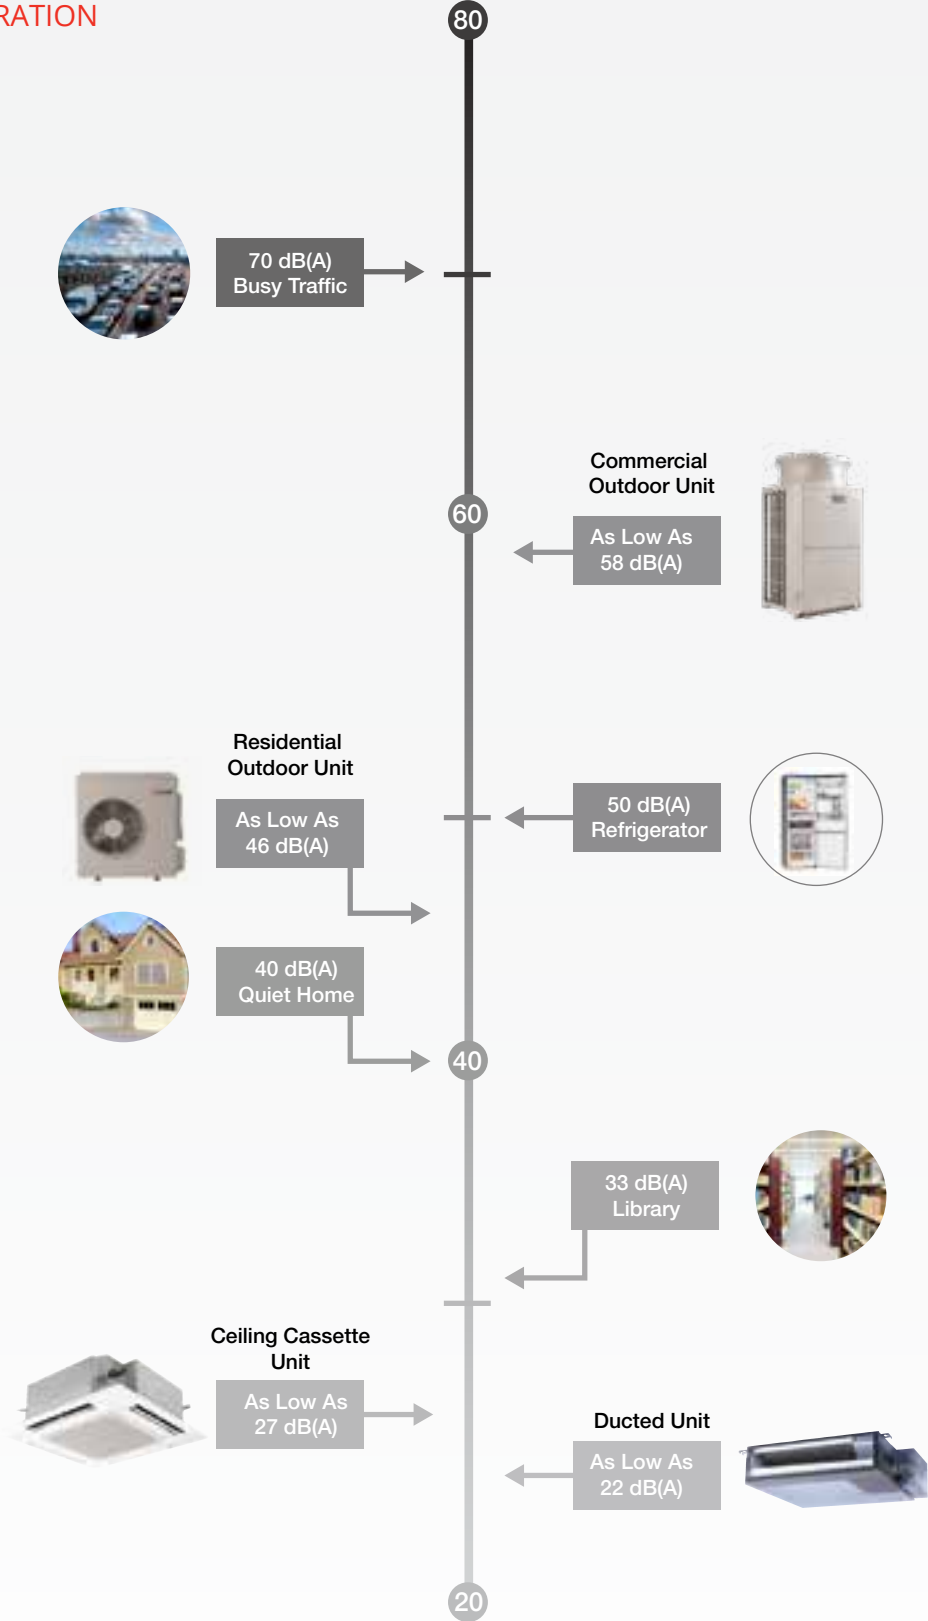 RATION
80
70 dB(A)
Busy Traffic
Commercial
Outdoor Unit
60
As Low As
58 dB(A)
Residential
Outdoor Unit
As Low As
46 dB(A)
50 dB(A)
Refrigerator
40 dB(A)
Quiet Home
40
33 dB(A)
Library
Ceiling Cassette
Unit
As Low As
27 dB(A)
Ducted Unit
As Low As
22 dB(A)
20